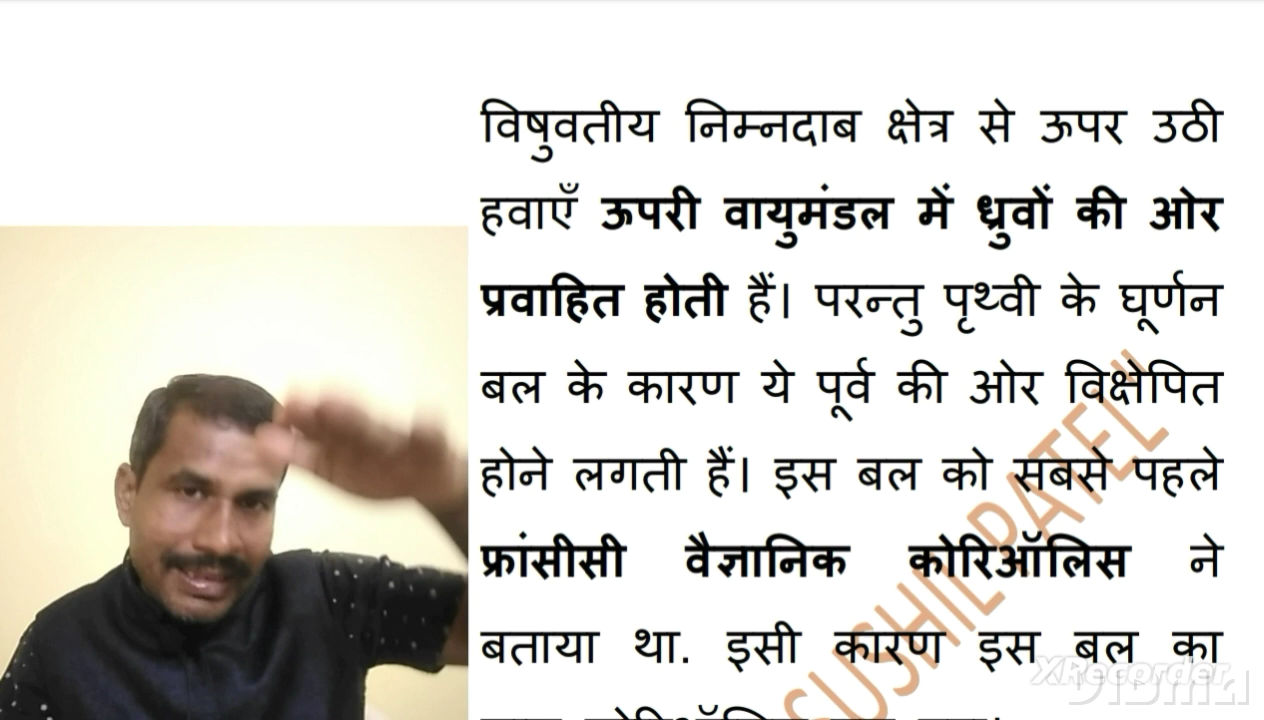 विषुवतीय निम्नदाब क्षेत्र से ऊपर उठी
हवाएँ ऊपरी वायुमंडल में ध्रुवों की ओर
प्रवाहित होती हैं। परन्तु पृथ्वी के घूर्णन
बल के कारण ये पूर्व की ओर विक्षेपित
होने लगती हैं। इस बल को सबसे पहले
फ्रांसीसी वैज्ञानिक कोरिऑलिस ने
बताया था. इसी कारण इस बल का
SUSHIL PATEL"
XRecorder